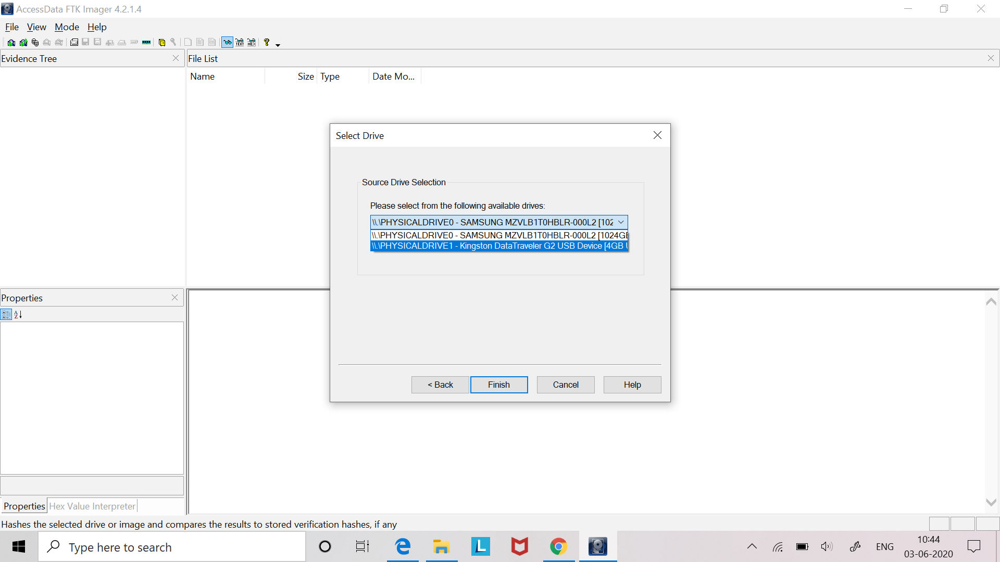 AccessData FTK Imager 4.2.1.4
File View Mode Help
TEXT HEX ?
Evidence Tree
File List
Name Size Type Date Mo...
Select Drive
Source Drive Selection
Please select from the following available drives:
\\.\PHYSICALDRIVE0 - SAMSUNG MZVLB1T0HBLR-000L2 [102
\\.\PHYSICALDRIVE0 - SAMSUNG MZVLB1T0HBLR-000L2 [1024GB
\\.\PHYSICALDRIVE1 - Kingston DataTraveler G2 USB Device [4GB U
< Back Finish Cancel Help
Properties
Properties Hex Value Interpreter
Hashes the selected drive or image and compares the results to stored verification hashes, if any
Type here to search
ENG
10:44
03-06-2020